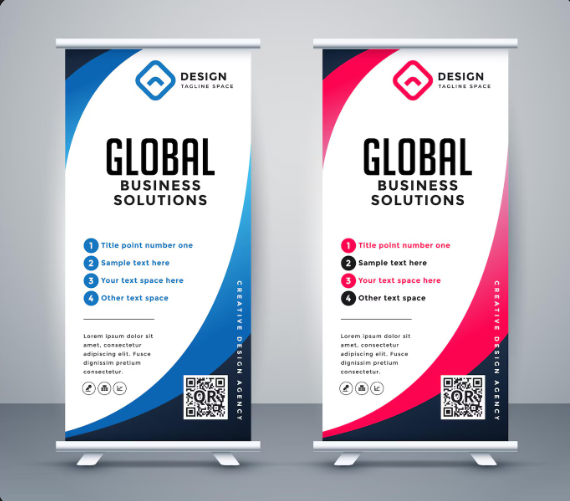 DESIGN
TAGLINE SPACE
GLOBAL
BUSINESS
SOLUTIONS
1 Title point number one
2 Sample text here
3 Your text space here
4 Other text space
Lorem ipsum dolor sit
amet, consectetur
adipiscing elit. Fusce
dignissim pretium
consectetur.
CREATIVE DESIGN AGENCY
QR
DESIGN
TAGLINE SPACE
GLOBAL
BUSINESS
SOLUTIONS
1 Title point number one
2 Sample text here
3 Your text space here
4 Other text space
Lorem ipsum dolor sit
amet, consectetur
adipiscing elit. Fusce
dignissim pretium
consectetur.
CREATIVE DESIGN AGENCY
QR